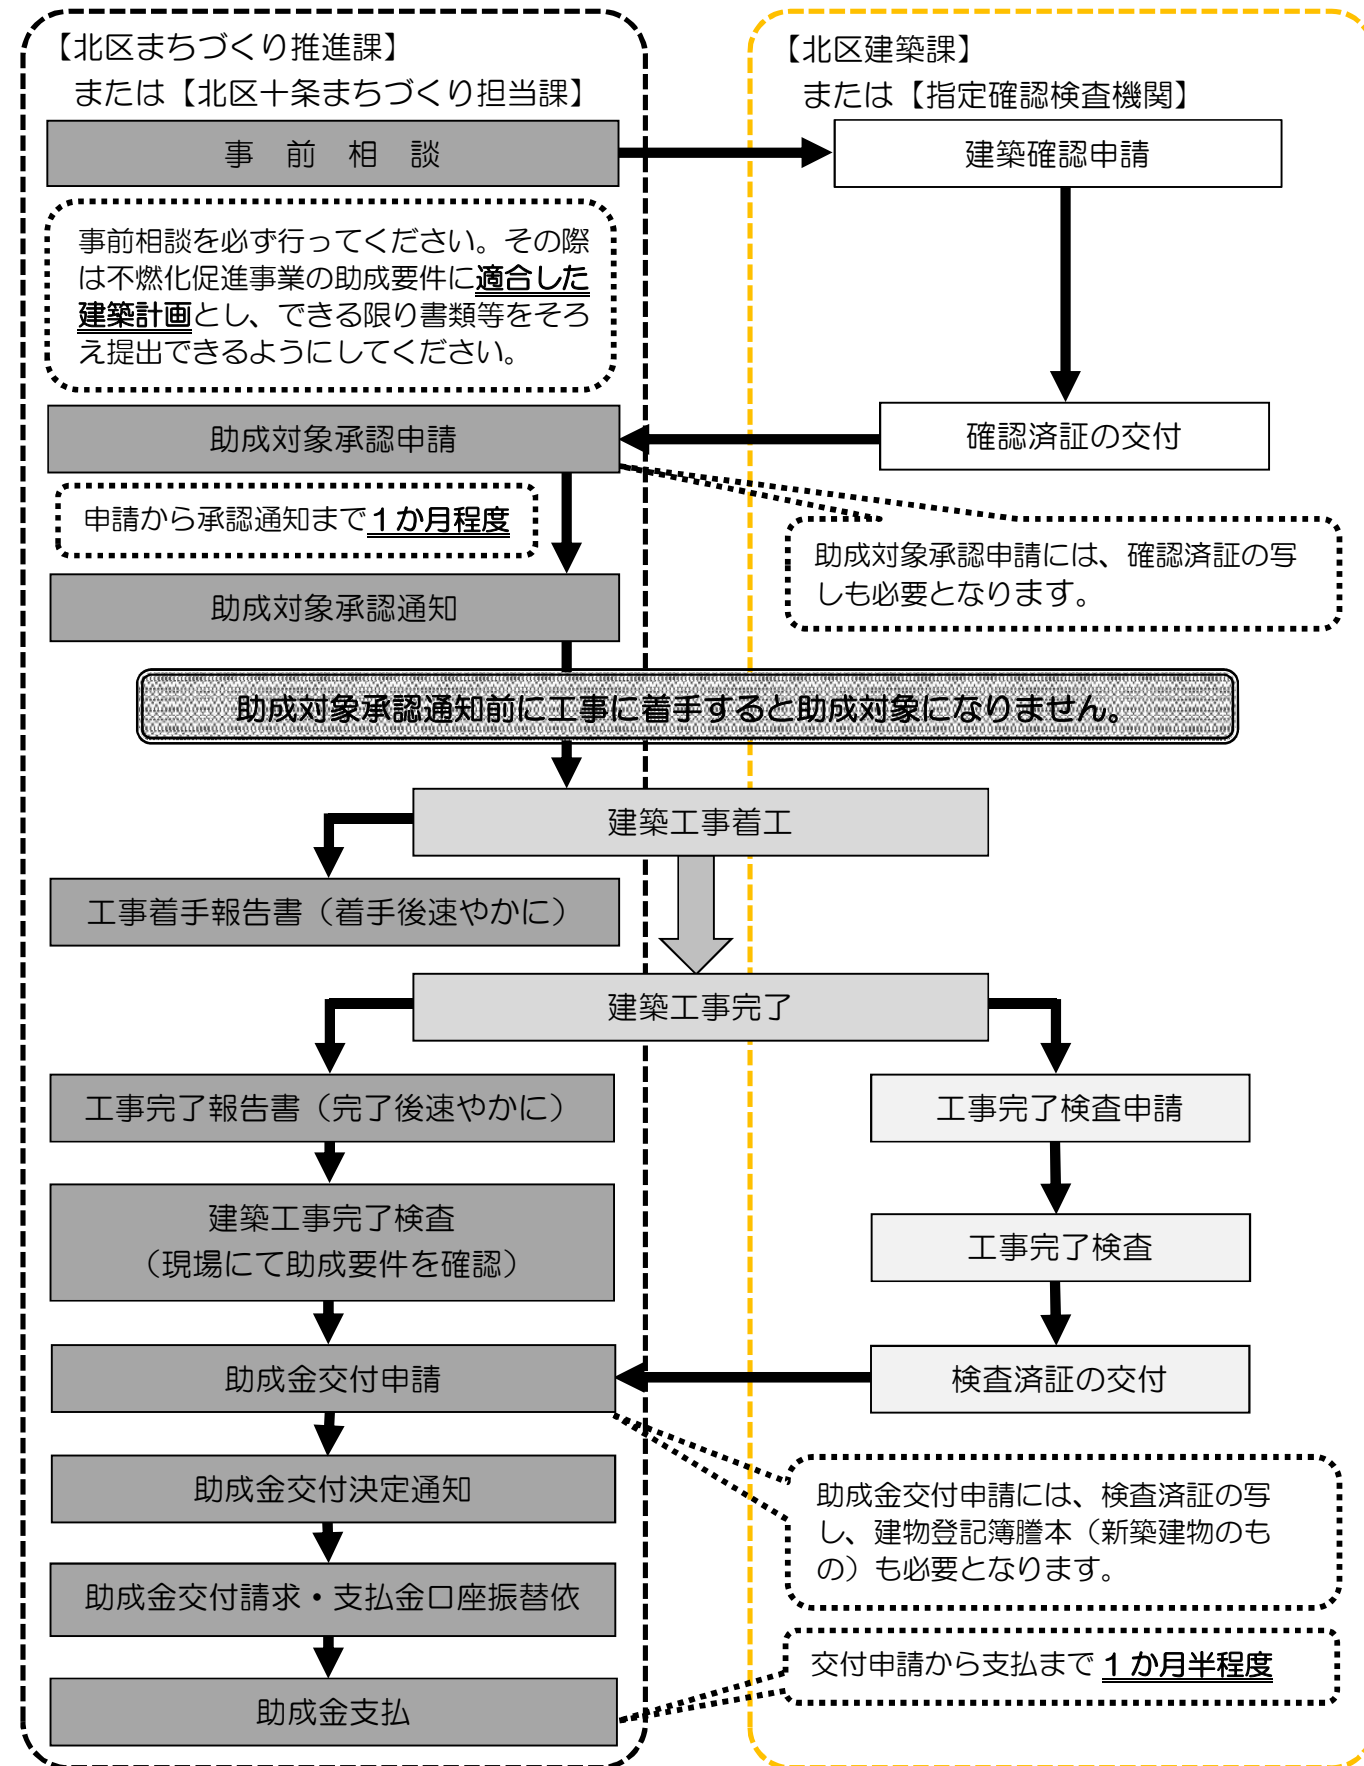 【北区まちづくり推進課】
または【北区十条まちづくり担当課】
【北区建築課】
または【指定確認検査機関】
事 前 相 談
建築確認申請
事前相談を必ず行ってください。その際
は不燃化促進事業の助成要件に適合した
建築計画とし、できる限り書類等をそろ
え提出できるようにしてください。
助成対象承認申請
確認済証の交付
申請から承認通知まで１か月程度
助成対象承認申請には、確認済証の写
しも必要となります。
助成対象承認通知
助成対象承認通知前に工事に着手すると助成対象になりません。
建築工事着工
工事着手報告書（着手後速やかに）
建築工事完了
工事完了報告書（完了後速やかに）
工事完了検査申請
建築工事完了検査
（現場にて助成要件を確認）
工事完了検査
助成金交付申請
検査済証の交付
助成金交付決定通知
助成金交付申請には、検査済証の写
し、建物登記簿謄本（新築建物のも
の）も必要となります。
助成金交付請求・支払金口座振替依
交付申請から支払まで１か月半程度
助成金支払